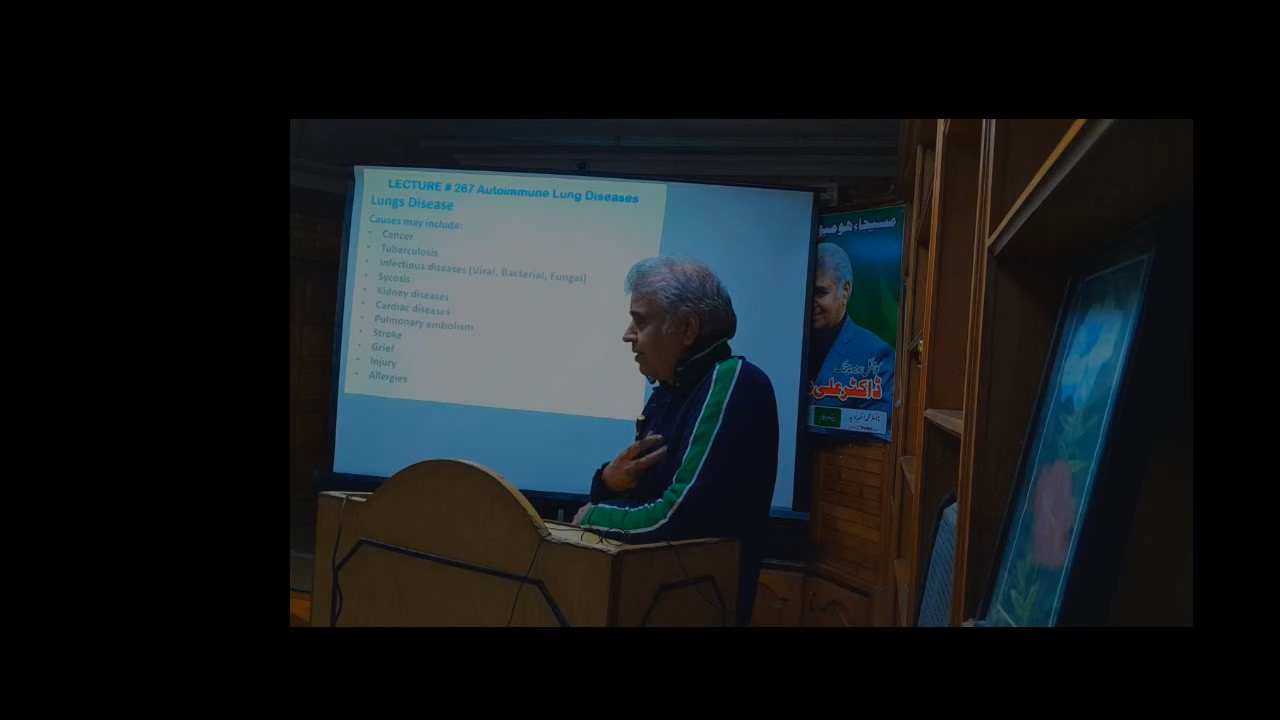 LECTURE # 267 Autoimmune Lung Diseases
Lungs Disease
Causes may include:
• Cancer
• Tuberculosis
• Infectious diseases (Viral, Bacterial, Fungal)
• Sycosis
• Kidney diseases
• Cardiac diseases
• Pulmonary embolism
• Stroke
• Grief
• Injury
• Allergies
مسیحاء ہومیو
ڈاکٹر علی